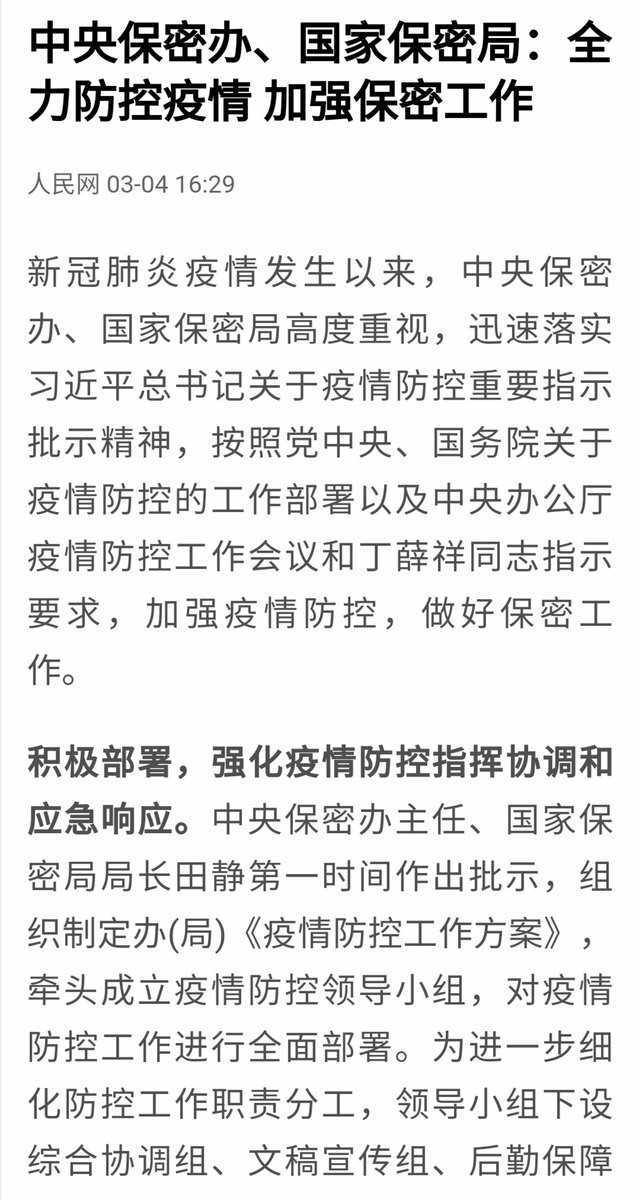 中央保密办、国家保密局：全
力防控疫情 加强保密工作
人民网 03-04 16:29
新冠肺炎疫情发生以来，中央保密
办、国家保密局高度重视，迅速落实
习近平总书记关于疫情防控重要指示
批示精神，按照党中央、国务院关于
疫情防控的工作部署以及中央办公厅
疫情防控工作会议和丁薛祥同志指示
要求，加强疫情防控，做好保密工
作。
积极部署，强化疫情防控指挥协调和
应急响应。中央保密办主任、国家保
密局局长田静第一时间作出批示，组
织制定办(局)《疫情防控工作方案》，
牵头成立疫情防控领导小组，对疫情
防控工作进行全面部署。为进一步细
化防控工作职责分工，领导小组下设
综合协调组、文稿宣传组、后勤保障